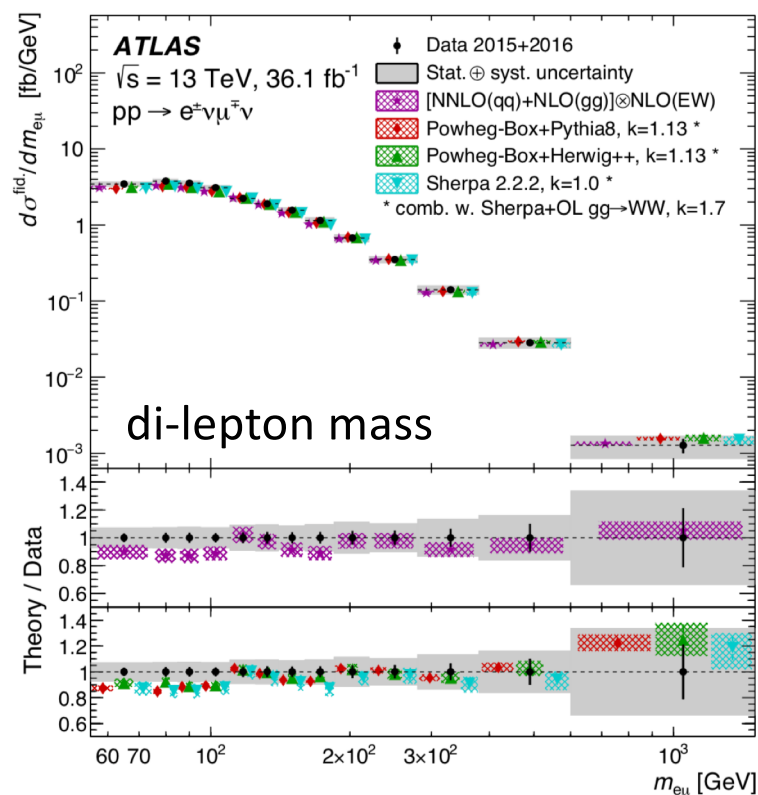 ATLAS
√s = 13 TeV, 36.1 fb⁻¹
pp → e±νμ∓ν
Data 2015+2016
Stat. ⊕ syst. uncertainty
[NNLO(qq)+NLO(gg)]⊗NLO(EW)
Powheg-Box+Pythia8, k=1.13 *
Powheg-Box+Herwig++, k=1.13 *
Sherpa 2.2.2, k=1.0 *
* comb. w. Sherpa+OL gg→WW, k=1.7
dσ^fid./dm_eμ [fb/GeV]
10²
10
1
10⁻¹
10⁻²
10⁻³
di-lepton mass
Theory / Data
1.4
1.2
1.0
0.8
0.6
1.4
1.2
1.0
0.8
0.6
60 70 10² 2×10² 3×10² 10³
m_eμ [GeV]